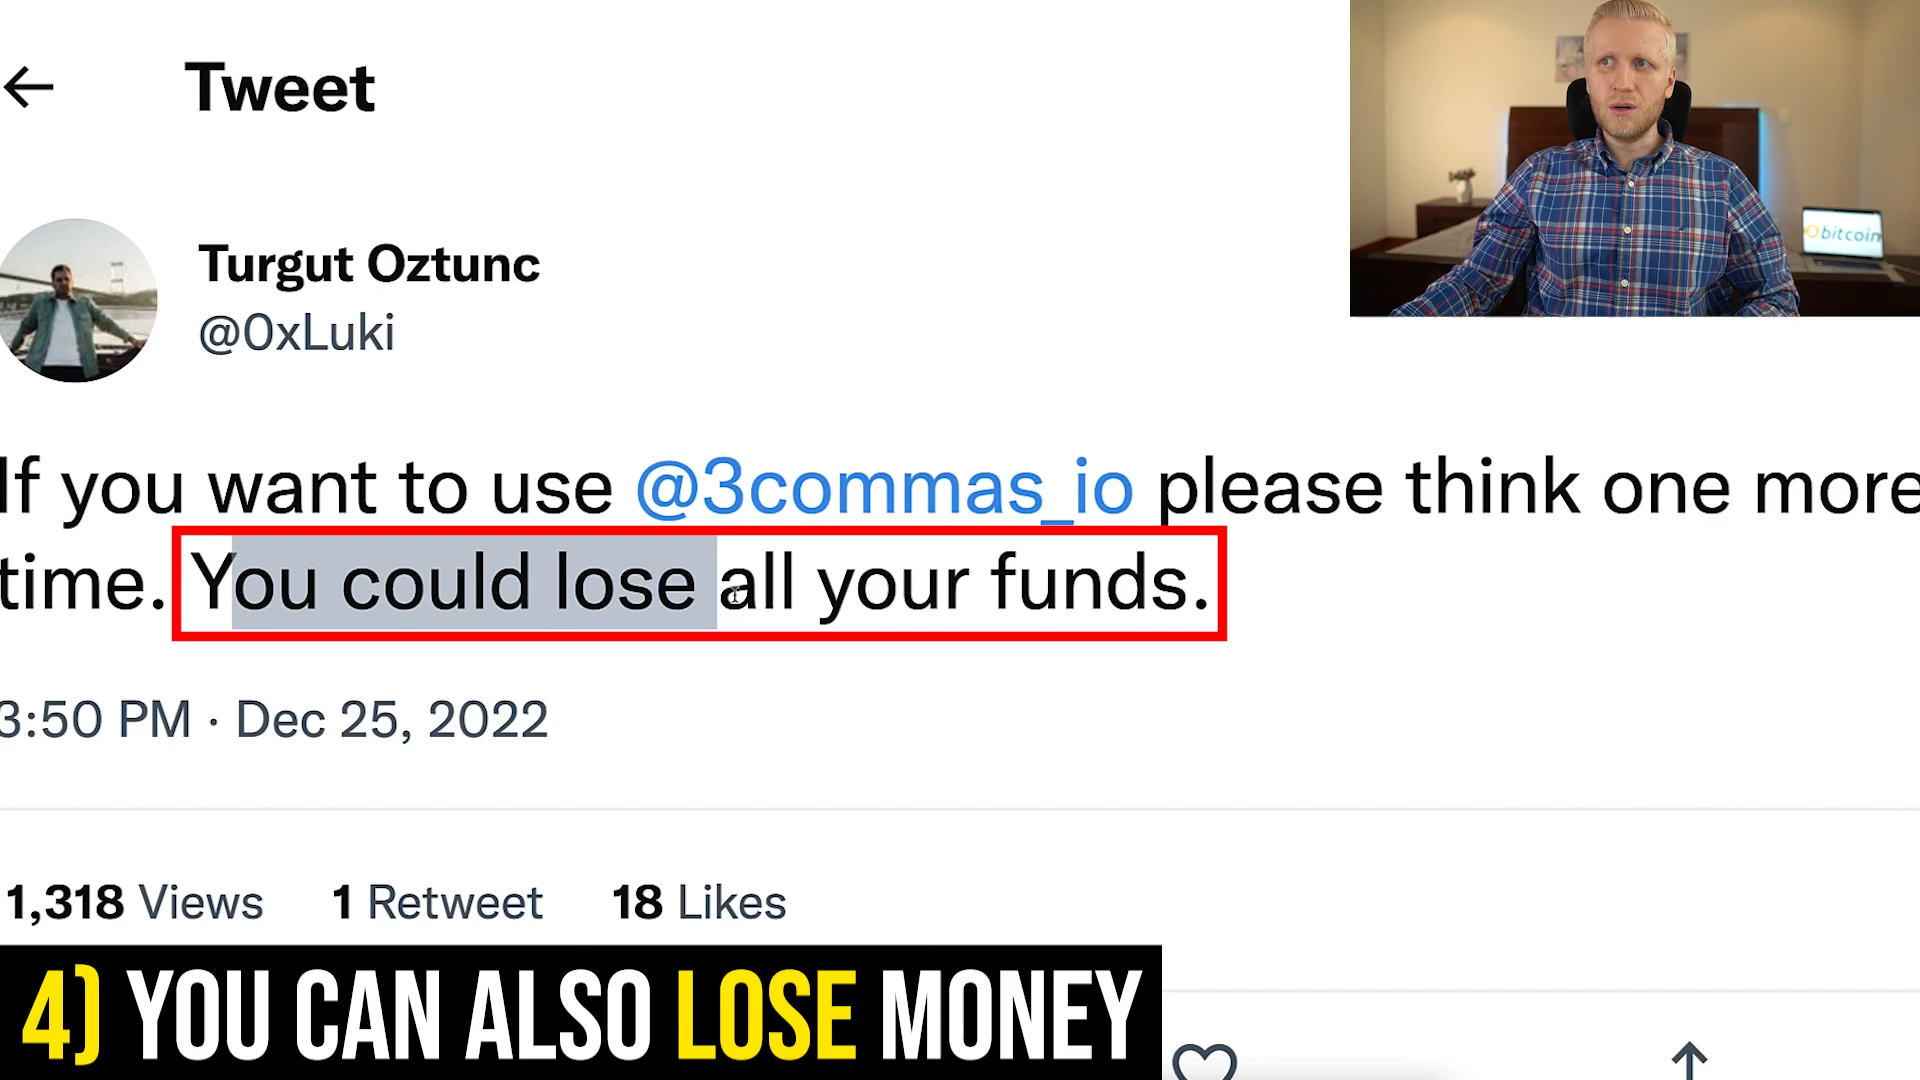 Tweet
Turgut Oztunc
@0xLuki
If you want to use @3commas_io please think one more
time. You could lose all your funds.
3:50 PM · Dec 25, 2022
1,318 Views 1 Retweet 18 Likes
4) YOU CAN ALSO LOSE MONEY
bitcoin